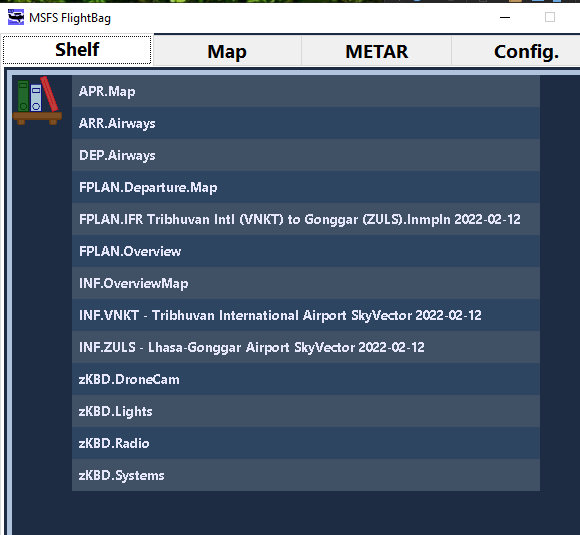 MSFS FlightBag
Shelf Map METAR Config.
APR.Map
ARR.Airways
DEP.Airways
FPLAN.Departure.Map
FPLAN.IFR Tribhuvan Intl (VNKT) to Gonggar (ZULS).lnmpln 2022-02-12
FPLAN.Overview
INF.OverviewMap
INF.VNKT - Tribhuvan International Airport SkyVector 2022-02-12
INF.ZULS - Lhasa-Gonggar Airport SkyVector 2022-02-12
zKBD.DroneCam
zKBD.Lights
zKBD.Radio
zKBD.Systems